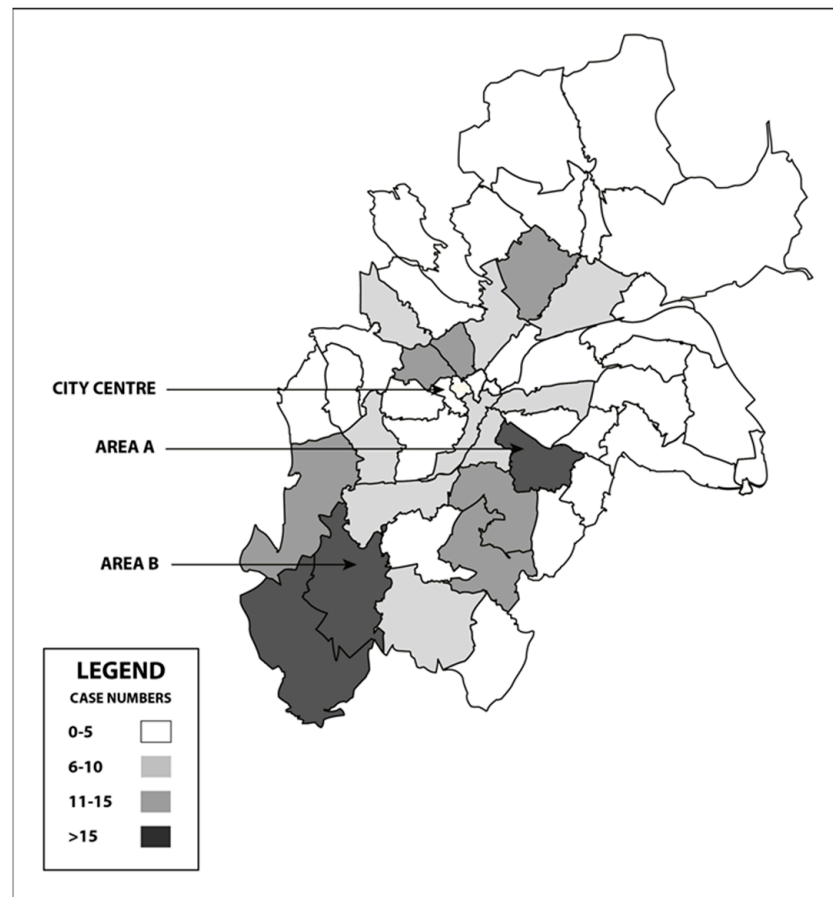 CITY CENTRE
AREA A
AREA B
LEGEND
CASE NUMBERS
0-5
6-10
11-15
>15